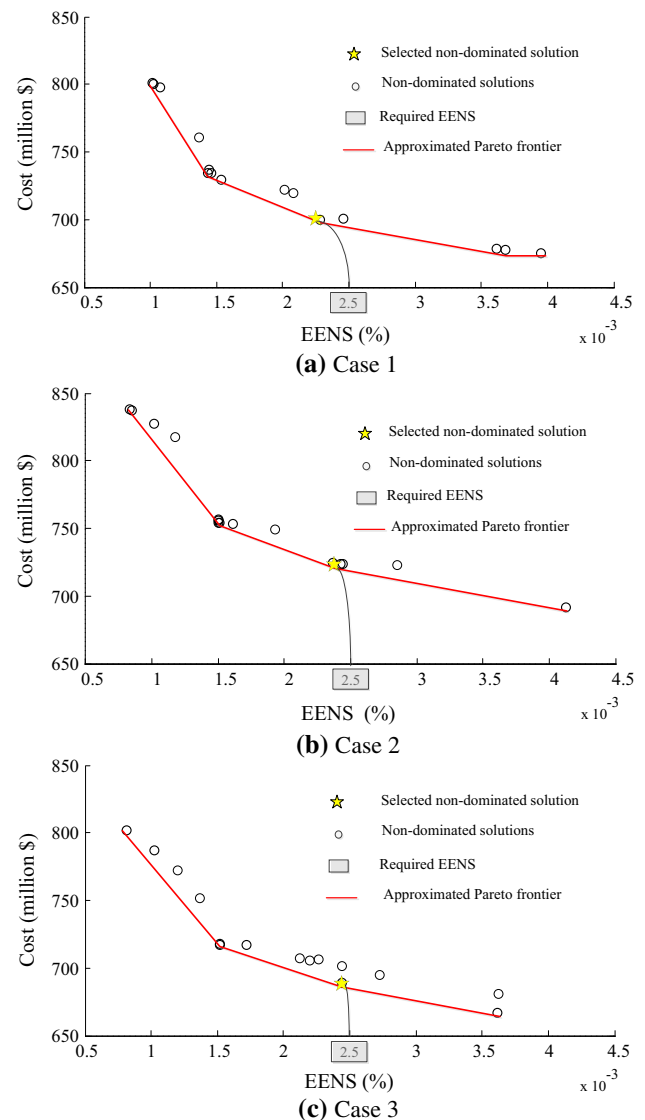 850
800
750
700
650
Cost (million $)
Selected non-dominated solution
Non-dominated solutions
Required EENS
Approximated Pareto frontier
0.5 1 1.5 2 2.5 3 3.5 4 4.5
EENS (%)
x 10-3
(a) Case 1
850
800
750
700
650
Cost (million $)
Selected non-dominated solution
Non-dominated solutions
Required EENS
Approximated Pareto frontier
0.5 1 1.5 2 2.5 3 3.5 4 4.5
EENS (%)
x 10-3
(b) Case 2
850
800
750
700
650
Cost (million $)
Selected non-dominated solution
Non-dominated solutions
Required EENS
Approximated Pareto frontier
0.5 1 1.5 2 2.5 3 3.5 4 4.5
EENS (%)
x 10-3
(c) Case 3